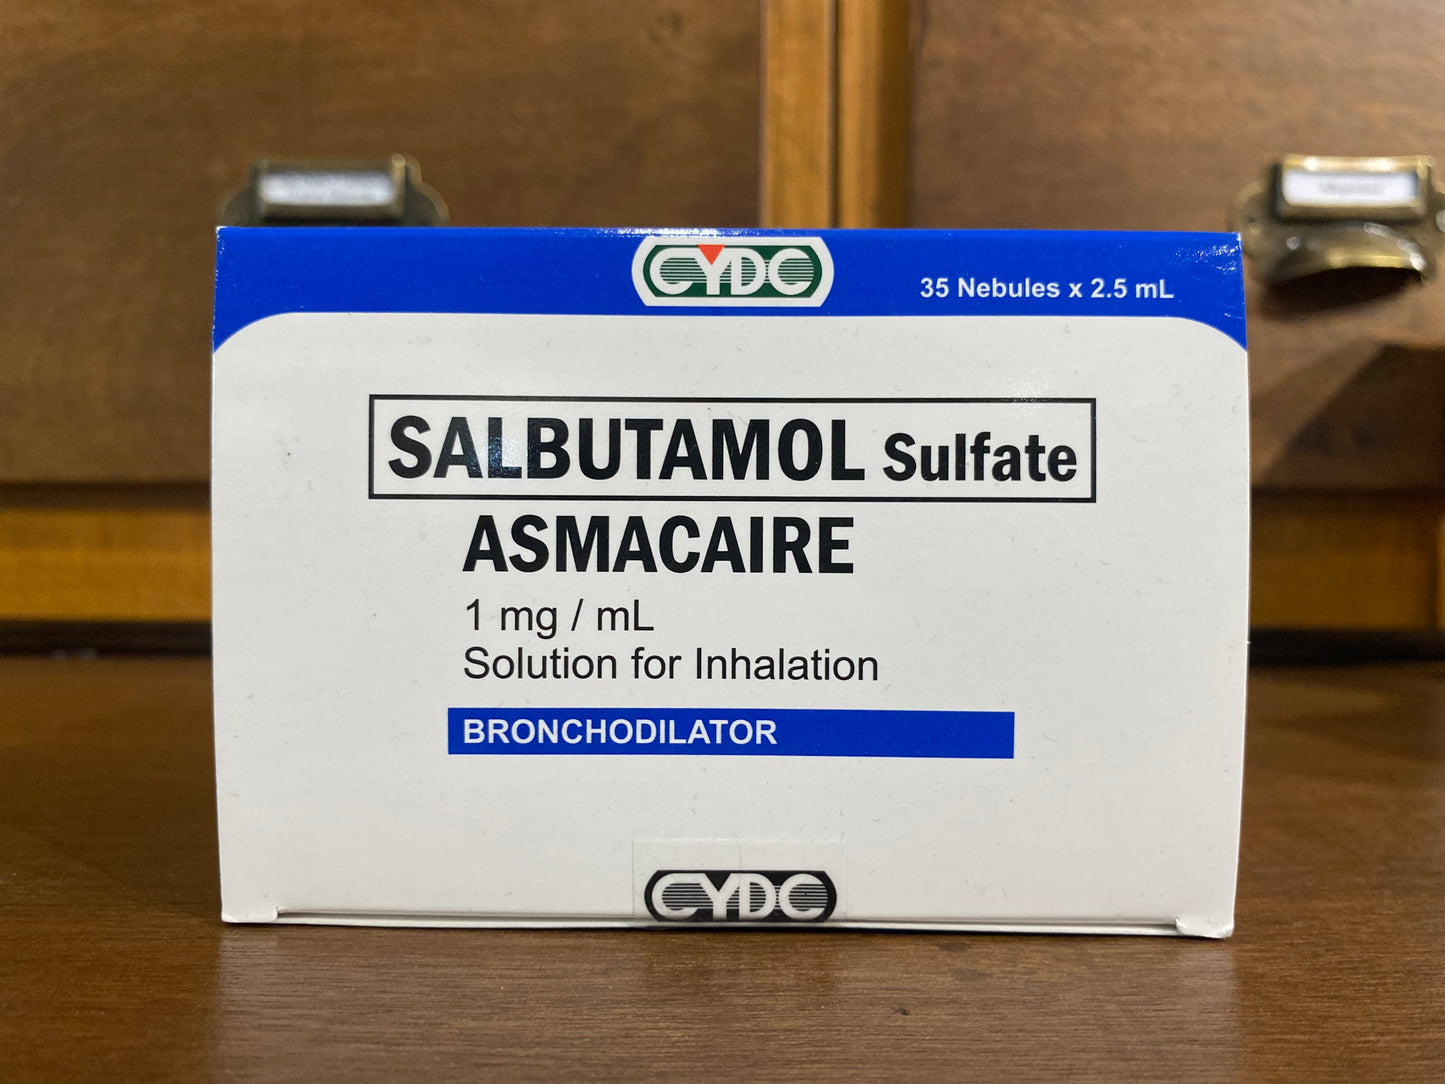 CYDC
35 Nebules x 2.5 mL
SALBUTAMOL Sulfate
ASMACAIRE
1 mg / mL
Solution for Inhalation
BRONCHODILATOR
CYDC